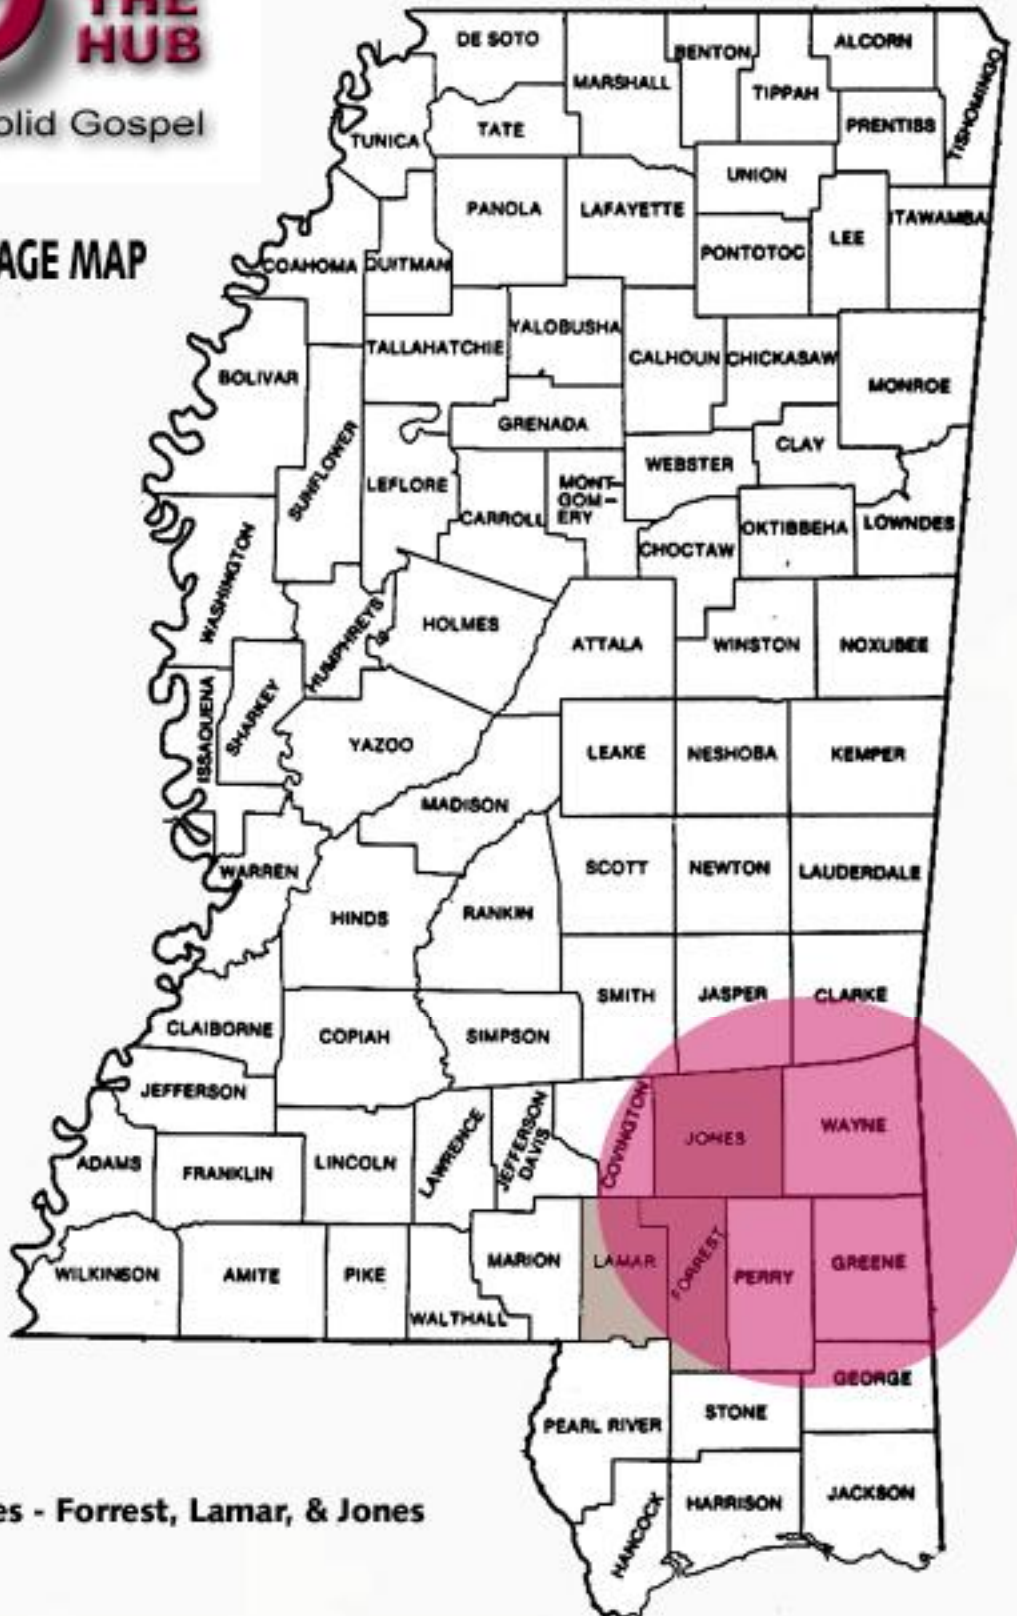 THE
HUB
olid Gospel
AGE MAP
DE SOTO
MARSHALL
BENTON
TIPPAH
ALCORN
TISHOMINGO
TUNICA
TATE
PRENTISS
UNION
PANOLA
LAFAYETTE
PONTOTOC
LEE
ITAWAMBA
COAHOMA
QUITMAN
TALLAHATCHIE
YALOBUSHA
CALHOUN
CHICKASAW
MONROE
BOLIVAR
SUNFLOWER
LEFLORE
GRENADA
WEBSTER
CLAY
CARROLL
MONT-
GOM-
ERY
CHOCTAW
OKTIBBEHA
LOWNDES
WASHINGTON
HUMPHREYS
HOLMES
ATTALA
WINSTON
NOXUBEE
ISSAQUENA
SHARKEY
YAZOO
MADISON
LEAKE
NESHOBA
KEMPER
WARREN
HINDS
RANKIN
SCOTT
NEWTON
LAUDERDALE
CLAIBORNE
COPIAH
SIMPSON
SMITH
JASPER
CLARKE
JEFFERSON
ADAMS
FRANKLIN
LINCOLN
LAWRENCE
JEFFERSON
DAVIS
COVINGTON
JONES
WAYNE
WILKINSON
AMITE
PIKE
WALTHALL
MARION
LAMAR
FORREST
PERRY
GREENE
PEARL RIVER
STONE
GEORGE
HANCOCK
HARRISON
JACKSON
es - Forrest, Lamar, & Jones